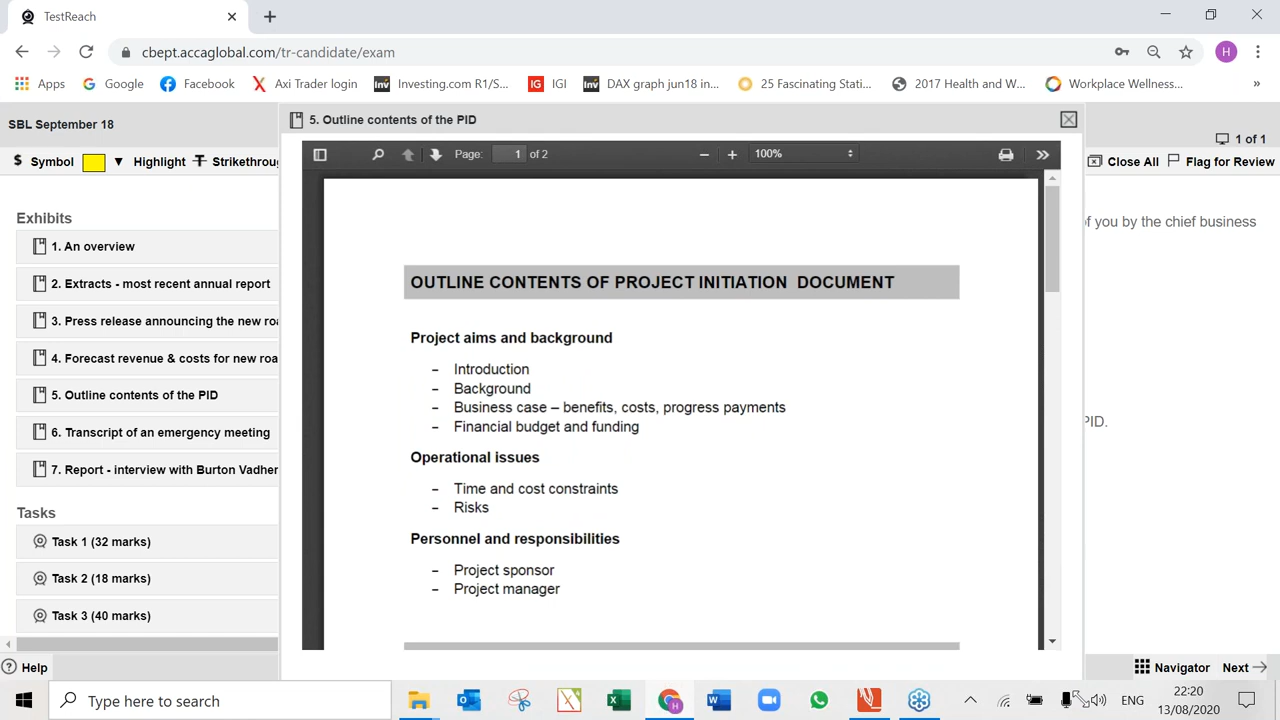 TestReach
cbept.accaglobal.com/tr-candidate/exam
H
Apps Google Facebook Axi Trader login Investing.com R1/S... IGI DAX graph jun18 in... 25 Fascinating Stati... 2017 Health and W... Workplace Wellness... »
SBL September 18
1 of 1
$ Symbol Highlight T Strikethrou
Close All Flag for Review
5. Outline contents of the PID
Page: 1 of 2 100%
Exhibits
1. An overview
2. Extracts - most recent annual report
3. Press release announcing the new roa
4. Forecast revenue & costs for new roa
5. Outline contents of the PID
6. Transcript of an emergency meeting
7. Report - interview with Burton Vadher
Tasks
Task 1 (32 marks)
Task 2 (18 marks)
Task 3 (40 marks)
OUTLINE CONTENTS OF PROJECT INITIATION DOCUMENT
Project aims and background
- Introduction
- Background
- Business case – benefits, costs, progress payments
- Financial budget and funding
Operational issues
- Time and cost constraints
- Risks
Personnel and responsibilities
- Project sponsor
- Project manager
of you by the chief business
PID.
Help
Navigator Next
Type here to search
ENG
22:20
13/08/2020